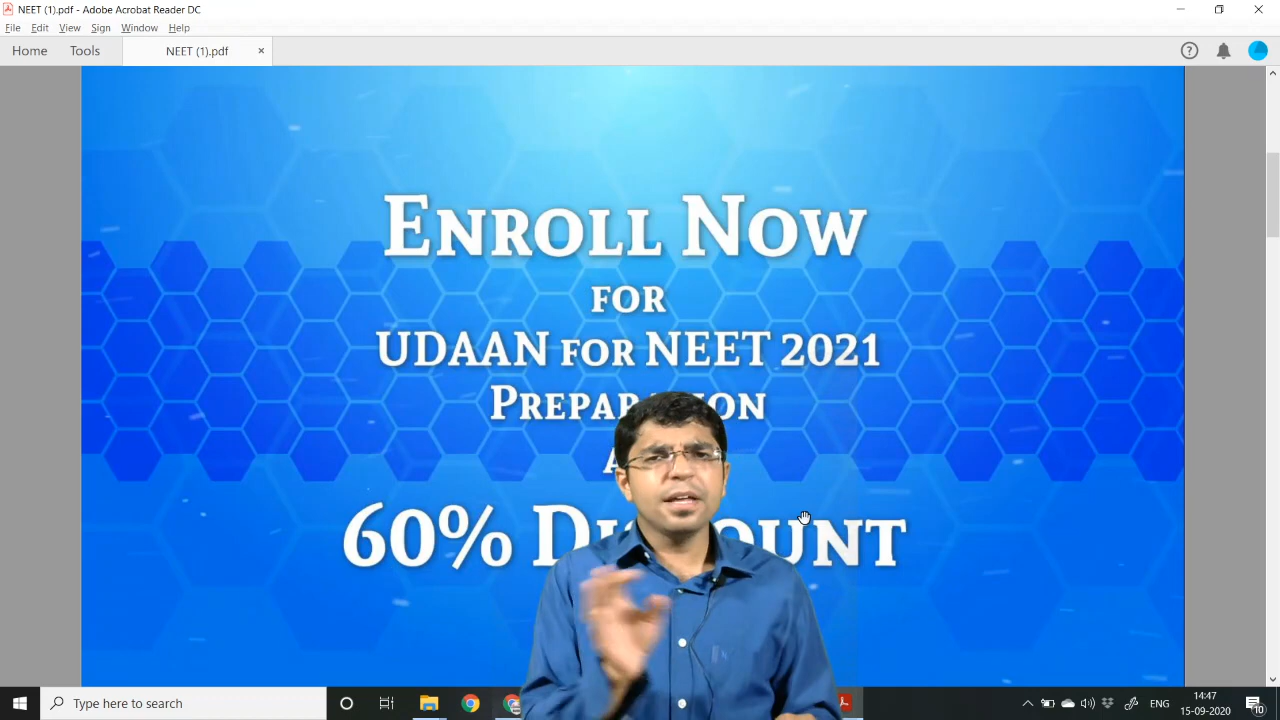 NEET (1).pdf - Adobe Acrobat Reader DC
File Edit View Sign Window Help
Home Tools NEET (1).pdf ×
ENROLL NOW
FOR
UDAAN FOR NEET 2021
60%
Type here to search
ENG
14:47
15-09-2020
10